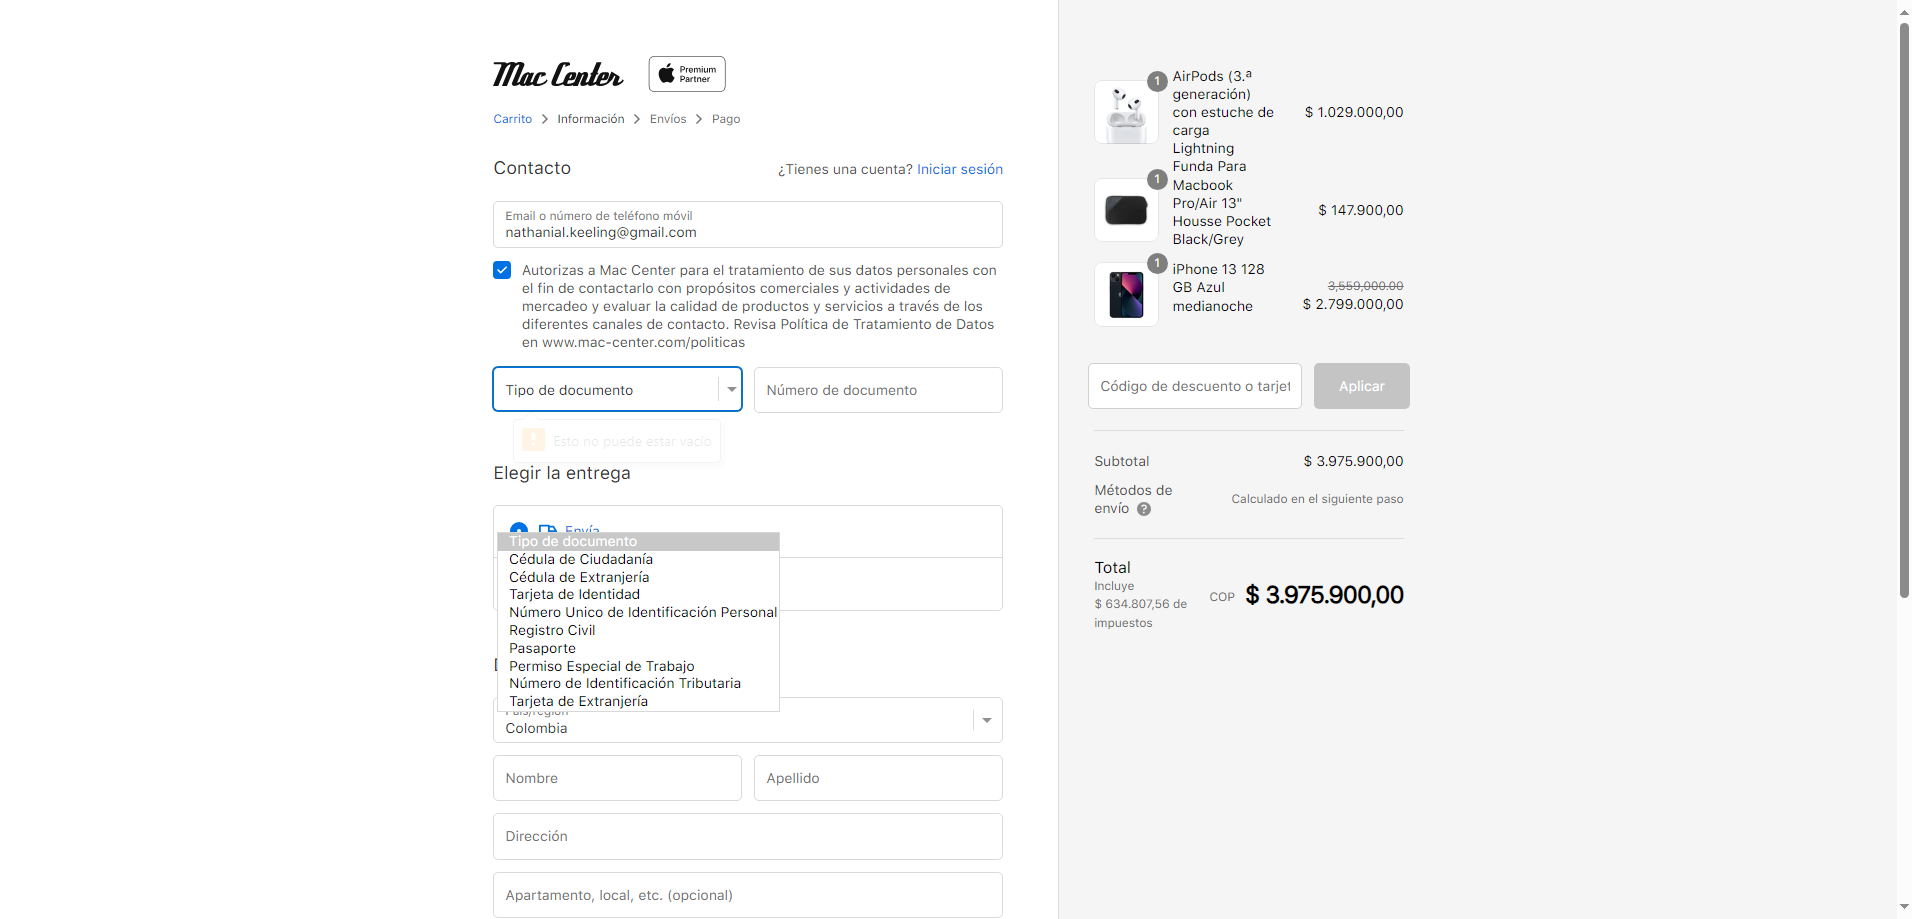 Mac Center
Premium
Partner
Carrito
Información
Envíos
Pago
Contacto
¿Tienes una cuenta? Iniciar sesión
Email o número de teléfono móvil
nathanial.keeling@gmail.com
Autorizas a Mac Center para el tratamiento de sus datos personales con
el fin de contactarlo con propósitos comerciales y actividades de
mercadeo y evaluar la calidad de productos y servicios a través de los
diferentes canales de contacto. Revisa Política de Tratamiento de Datos
en www.mac-center.com/politicas
Tipo de documento
Número de documento
Esto no puede estar vacío
Elegir la entrega
Envía
Tipo de documento
Cédula de Ciudadanía
Cédula de Extranjería
Tarjeta de Identidad
Número Unico de Identificación Personal
Registro Civil
Pasaporte
Permiso Especial de Trabajo
Número de Identificación Tributaria
Tarjeta de Extranjería
País/región
Colombia
Nombre
Apellido
Dirección
Apartamento, local, etc. (opcional)
1
AirPods (3.ª
generación)
con estuche de
carga
Lightning
$ 1.029.000,00
1
Funda Para
Macbook
Pro/Air 13"
Housse Pocket
Black/Grey
$ 147.900,00
1
iPhone 13 128
GB Azul
medianoche
3,559,000.00
$ 2.799.000,00
Código de descuento o tarjet
Aplicar
Subtotal
$ 3.975.900,00
Métodos de
envío ?
Calculado en el siguiente paso
Total
Incluye
$ 634.807,56 de
impuestos
COP $ 3.975.900,00